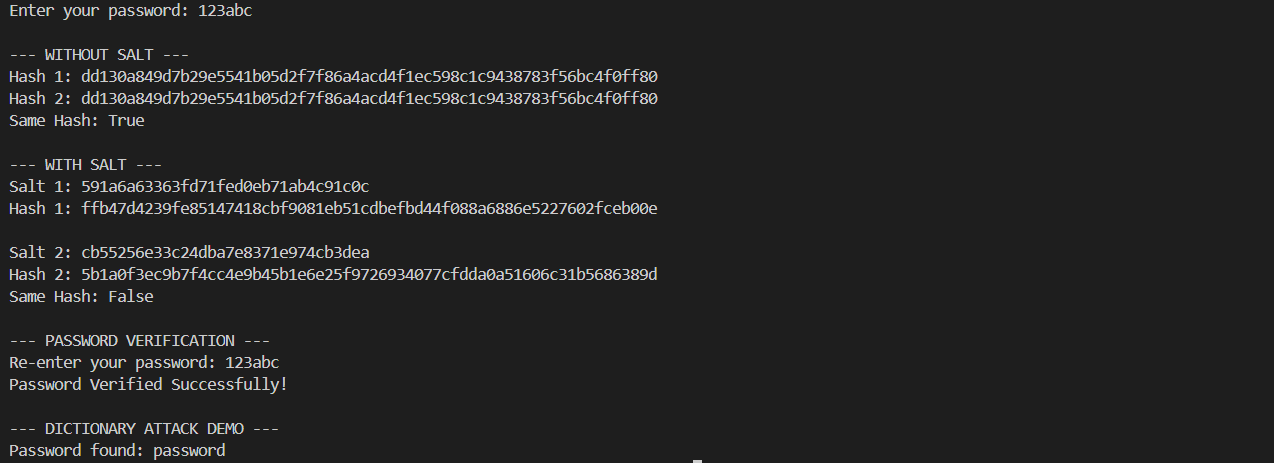 Enter your password: 123abc
--- WITHOUT SALT ---
Hash 1: dd130a849d7b29e5541b05d2f7f86a4acd4f1ec598c1c9438783f56bc4f0ff80
Hash 2: dd130a849d7b29e5541b05d2f7f86a4acd4f1ec598c1c9438783f56bc4f0ff80
Same Hash: True
--- WITH SALT ---
Salt 1: 591a6a63363fd71fed0eb71ab4c91c0c
Hash 1: ffb47d4239fe85147418cbf9081eb51cdbefbd44f088a6886e5227602fceb00e
Salt 2: cb55256e33c24dba7e8371e974cb3dea
Hash 2: 5b1a0f3ec9b7f4cc4e9b45b1e6e25f9726934077cfdda0a51606c31b5686389d
Same Hash: False
--- PASSWORD VERIFICATION ---
Re-enter your password: 123abc
Password Verified Successfully!
--- DICTIONARY ATTACK DEMO ---
Password found: password